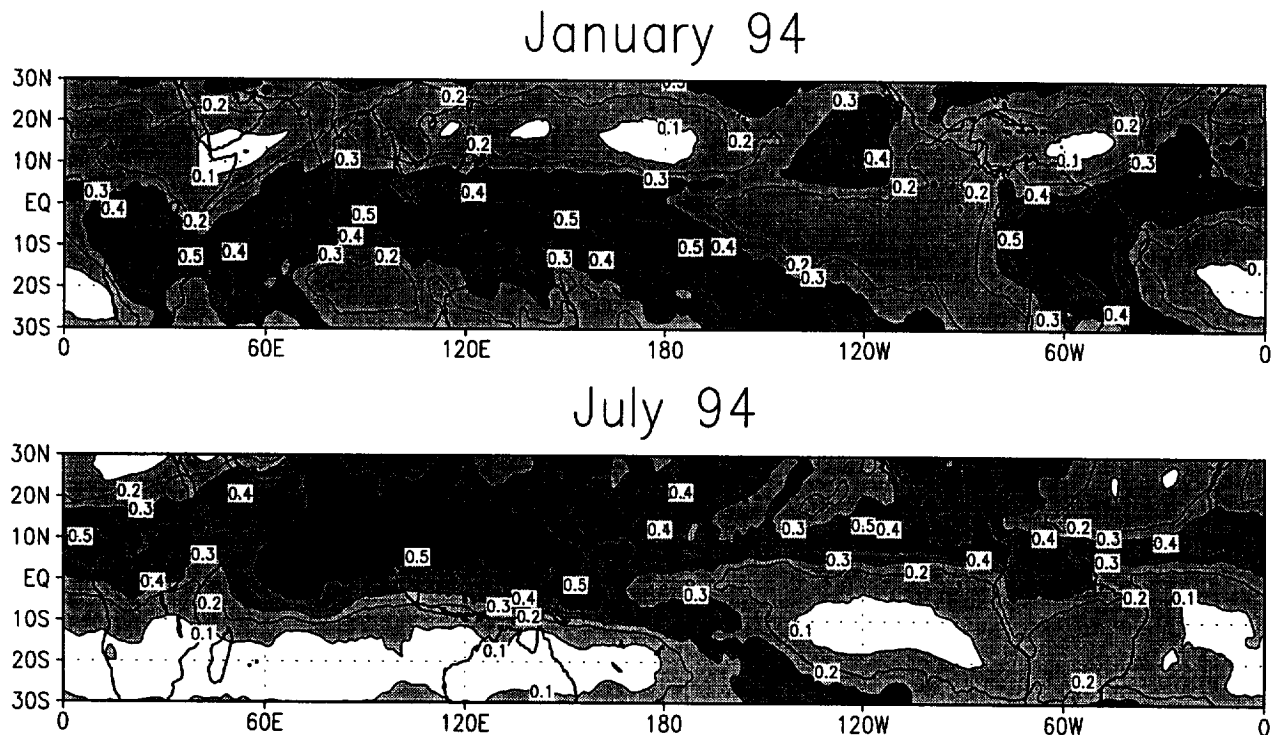 January 94
30N
0.2 0.2 0.3
20N 0.1 0.2
0.2 0.2
10N 0.3 0.4 0.1 0.3
0.1 0.3 0.2 0.2 0.4
0.3 0.4
EQ 0.4 0.2 0.5 0.5
10S 0.5 0.4 0.4 0.3 0.2 0.3 0.4 0.5 0.4 0.2 0.5
0.3
20S
30S 0.3 0.4
0 60E 120E 180 120W 60W 0
July 94
30N
20N 0.2 0.4 0.4
0.3
10N 0.5 0.4 0.3 0.5 0.4 0.4 0.2 0.3 0.4
0.3 0.5 0.3 0.4 0.3
EQ 0.4 0.5 0.2
0.2 0.3 0.4 0.3 0.2 0.1
10S 0.1 0.2 0.1
0.1
20S 0.2 0.2
30S 0.1
0 60E 120E 180 120W 60W 0